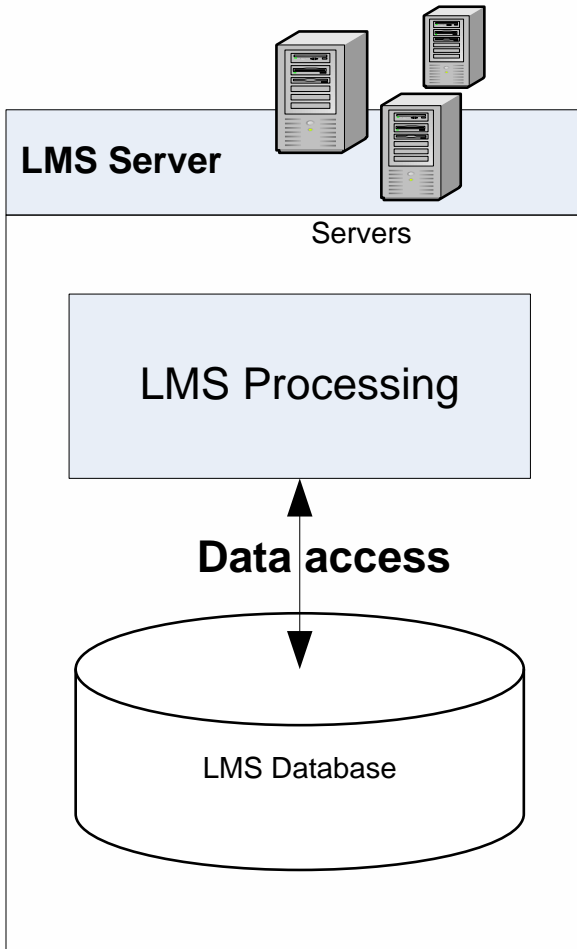 LMS Server
Servers
LMS Processing
Data access
LMS Database